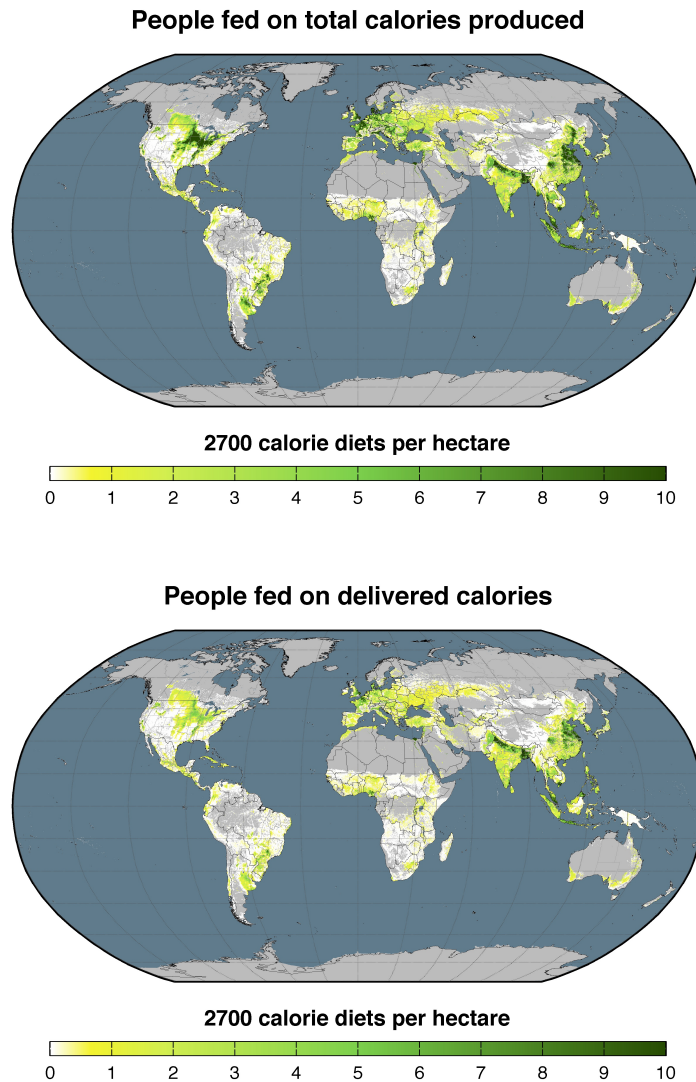 People fed on total calories produced
2700 calorie diets per hectare
0 1 2 3 4 5 6 7 8 9 10
People fed on delivered calories
2700 calorie diets per hectare
0 1 2 3 4 5 6 7 8 9 10